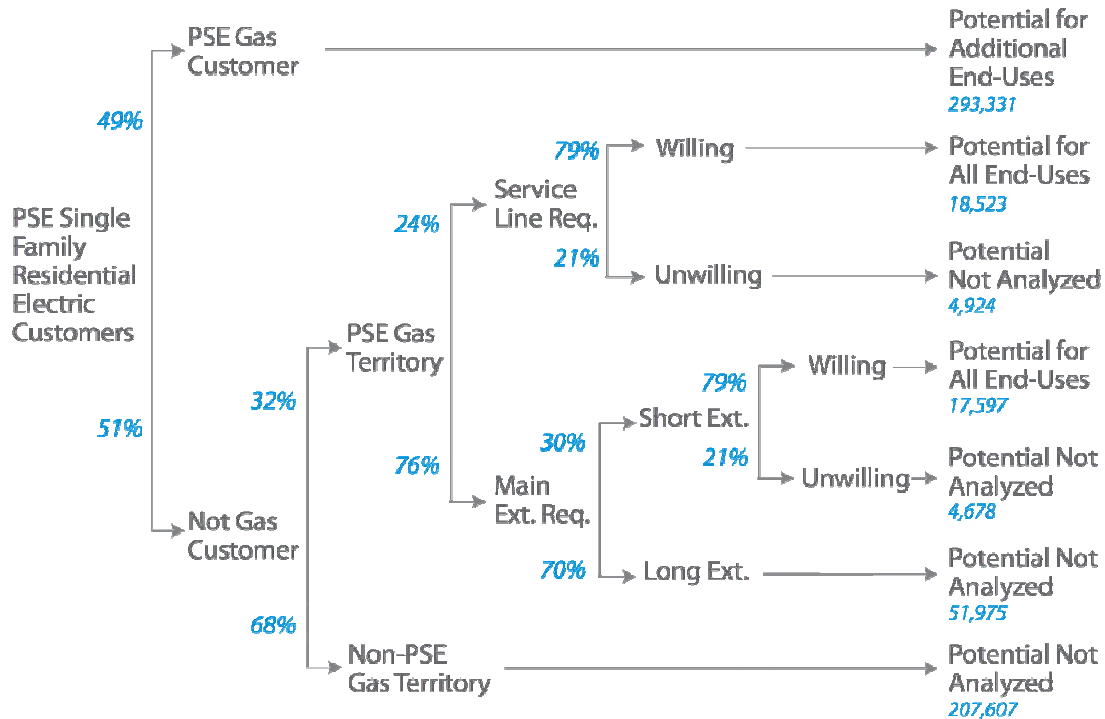 PSE Single
Family
Residential
Electric
Customers
49%
51%
PSE Gas
Customer
Not Gas
Customer
32%
68%
PSE Gas
Territory
Non-PSE
Gas Territory
24%
76%
Service
Line Req.
Main
Ext. Req.
79%
21%
Willing
Unwilling
30%
70%
Short Ext.
Long Ext.
79%
21%
Willing
Unwilling
Potential for
Additional
End-Uses
293,331
Potential for
All End-Uses
18,523
Potential
Not Analyzed
4,924
Potential for
All End-Uses
17,597
Potential Not
Analyzed
4,678
Potential Not
Analyzed
51,975
Potential Not
Analyzed
207,607